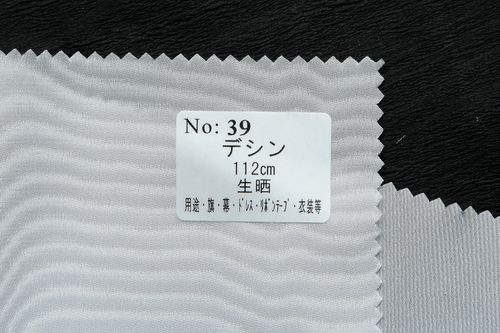 No: 39
デシン
112cm
生晒
用途・旗・幕・ﾄﾞﾚｽ・ﾘﾎﾞﾝﾃｰﾌﾟ・衣装等